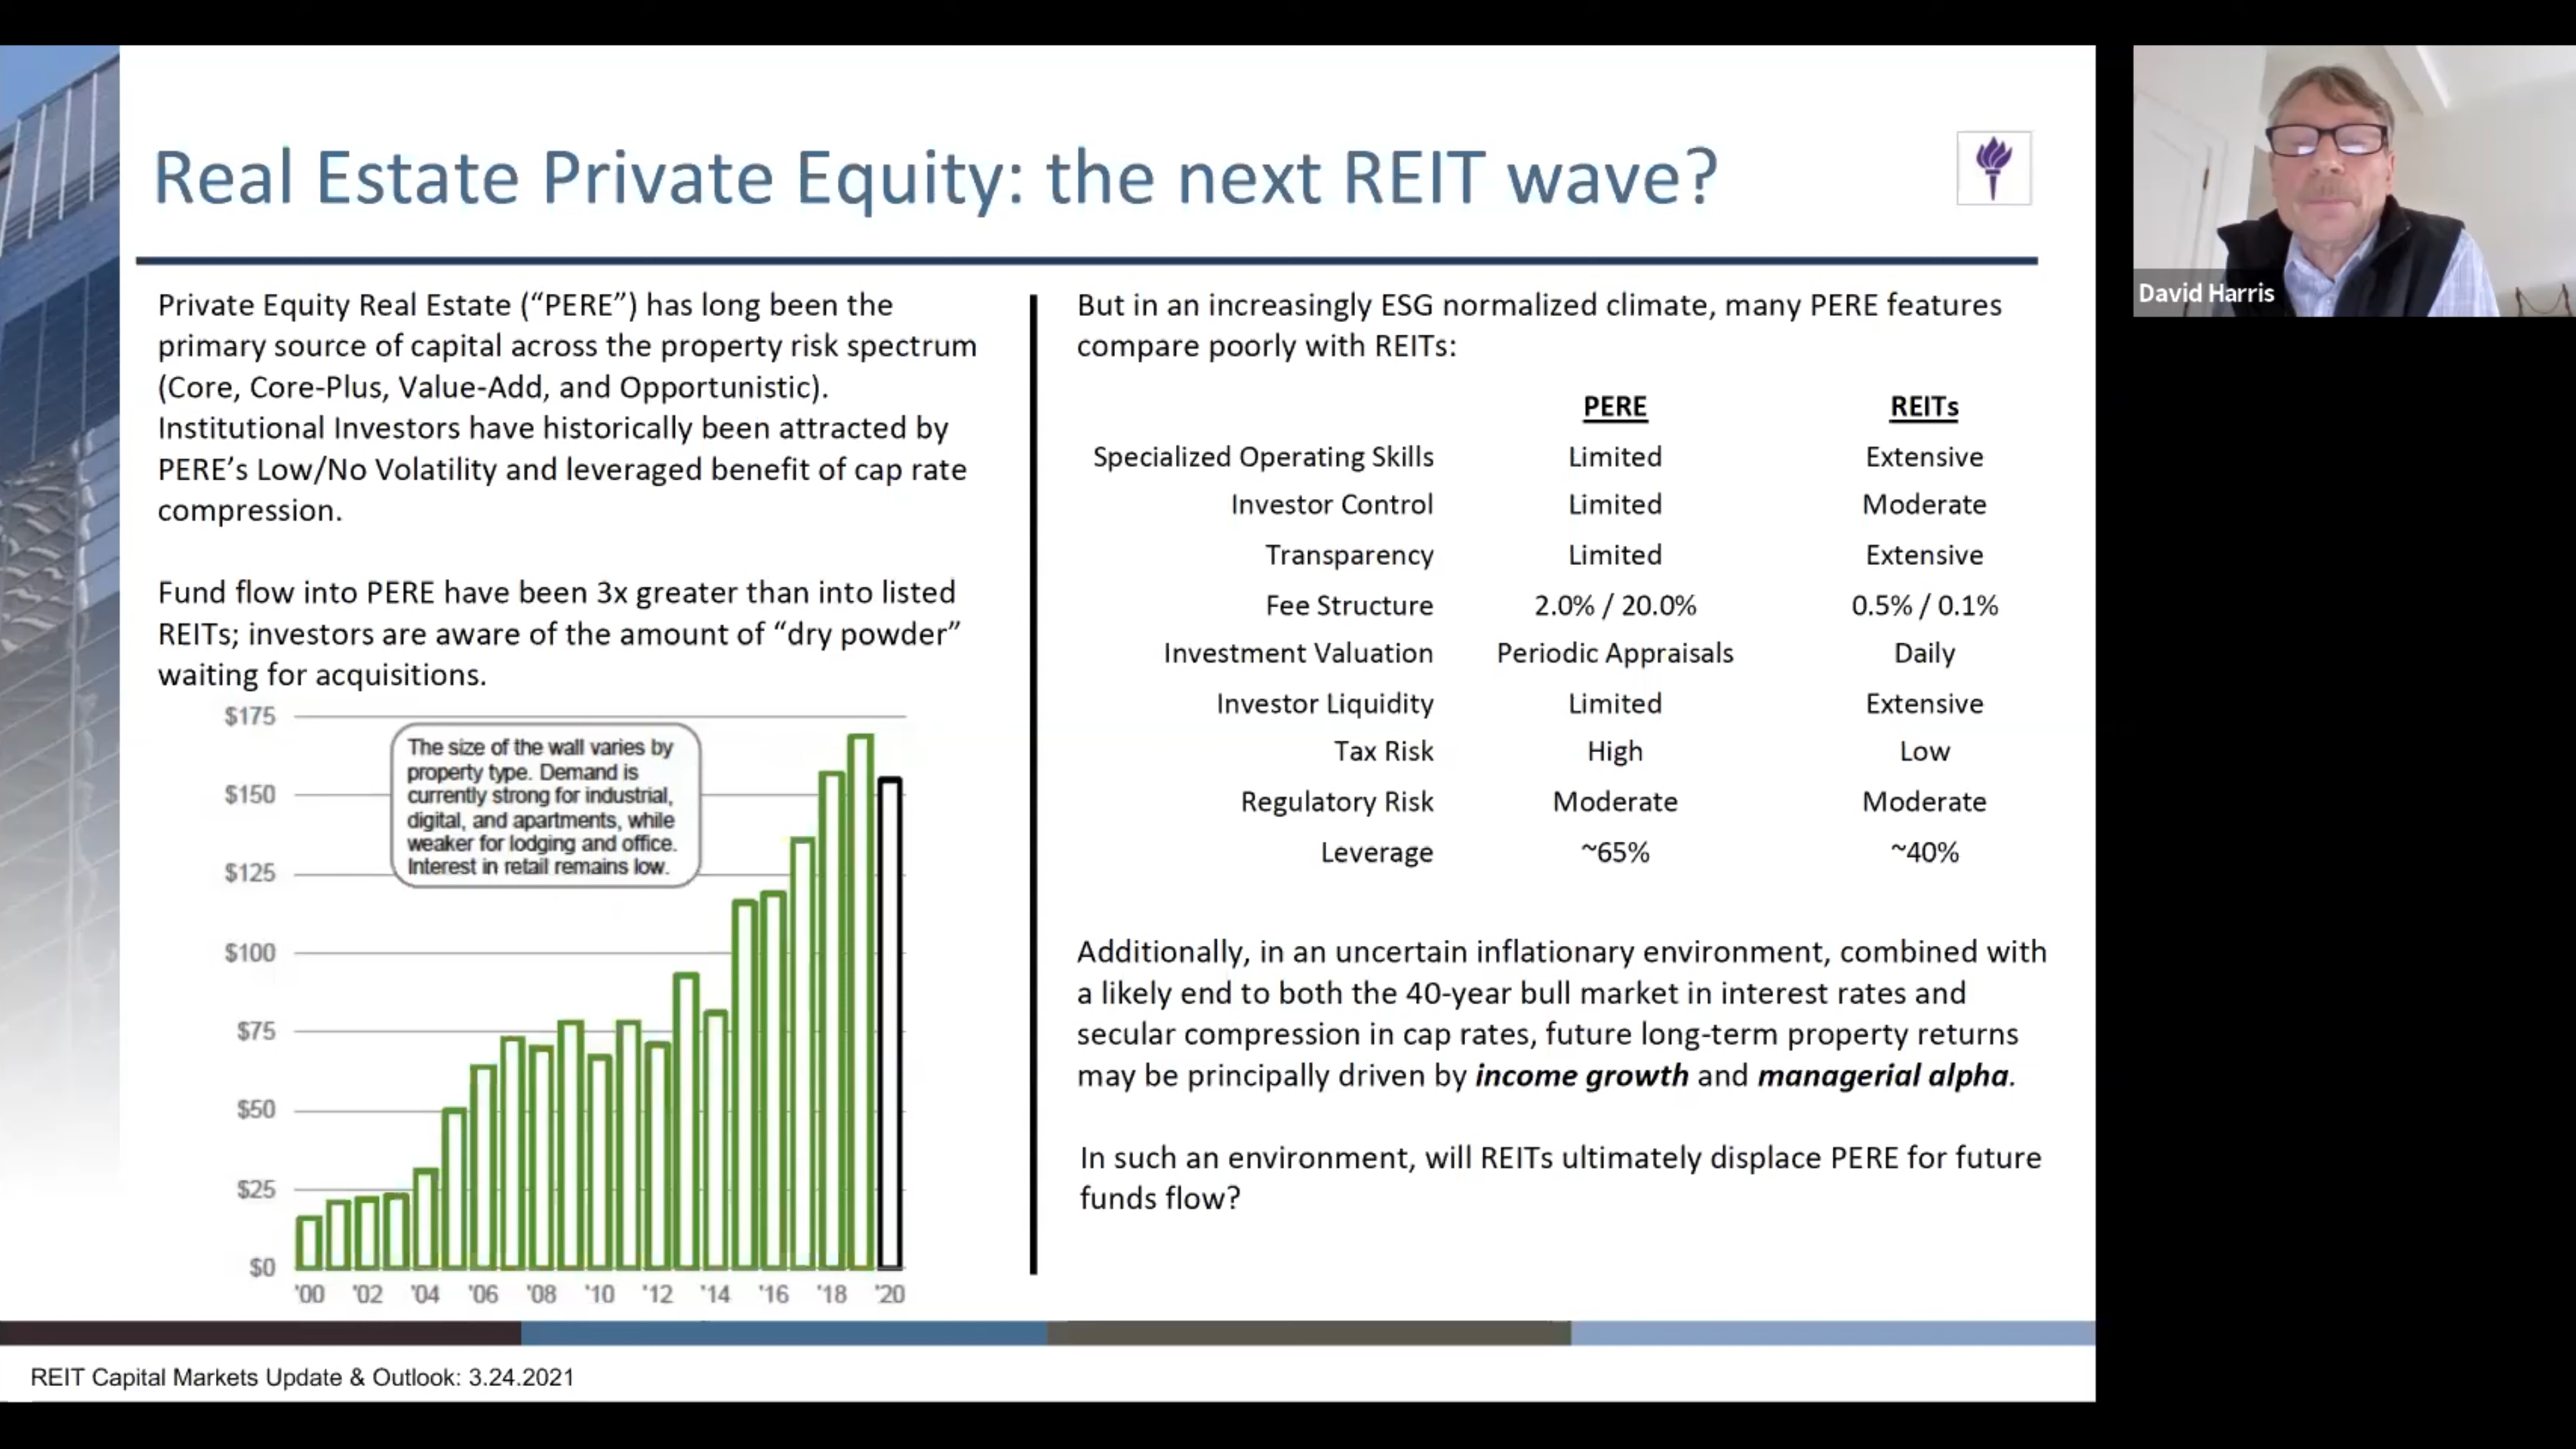 Real Estate Private Equity: the next REIT wave?
Private Equity Real Estate (“PERE”) has long been the
primary source of capital across the property risk spectrum
(Core, Core-Plus, Value-Add, and Opportunistic).
Institutional Investors have historically been attracted by
PERE’s Low/No Volatility and leveraged benefit of cap rate
compression.
Fund flow into PERE have been 3x greater than into listed
REITs; investors are aware of the amount of “dry powder”
waiting for acquisitions.
$175
$150
$125
$100
$75
$50
$25
$0
The size of the wall varies by
property type. Demand is
currently strong for industrial,
digital, and apartments, while
weaker for lodging and office.
Interest in retail remains low.
'00 '02 '04 '06 '08 '10 '12 '14 '16 '18 '20
But in an increasingly ESG normalized climate, many PERE features
compare poorly with REITs:
PERE REITs
Specialized Operating Skills Limited Extensive
Investor Control Limited Moderate
Transparency Limited Extensive
Fee Structure 2.0% / 20.0% 0.5% / 0.1%
Investment Valuation Periodic Appraisals Daily
Investor Liquidity Limited Extensive
Tax Risk High Low
Regulatory Risk Moderate Moderate
Leverage ~65% ~40%
Additionally, in an uncertain inflationary environment, combined with
a likely end to both the 40-year bull market in interest rates and
secular compression in cap rates, future long-term property returns
may be principally driven by income growth and managerial alpha.
In such an environment, will REITs ultimately displace PERE for future
funds flow?
REIT Capital Markets Update & Outlook: 3.24.2021
David Harris